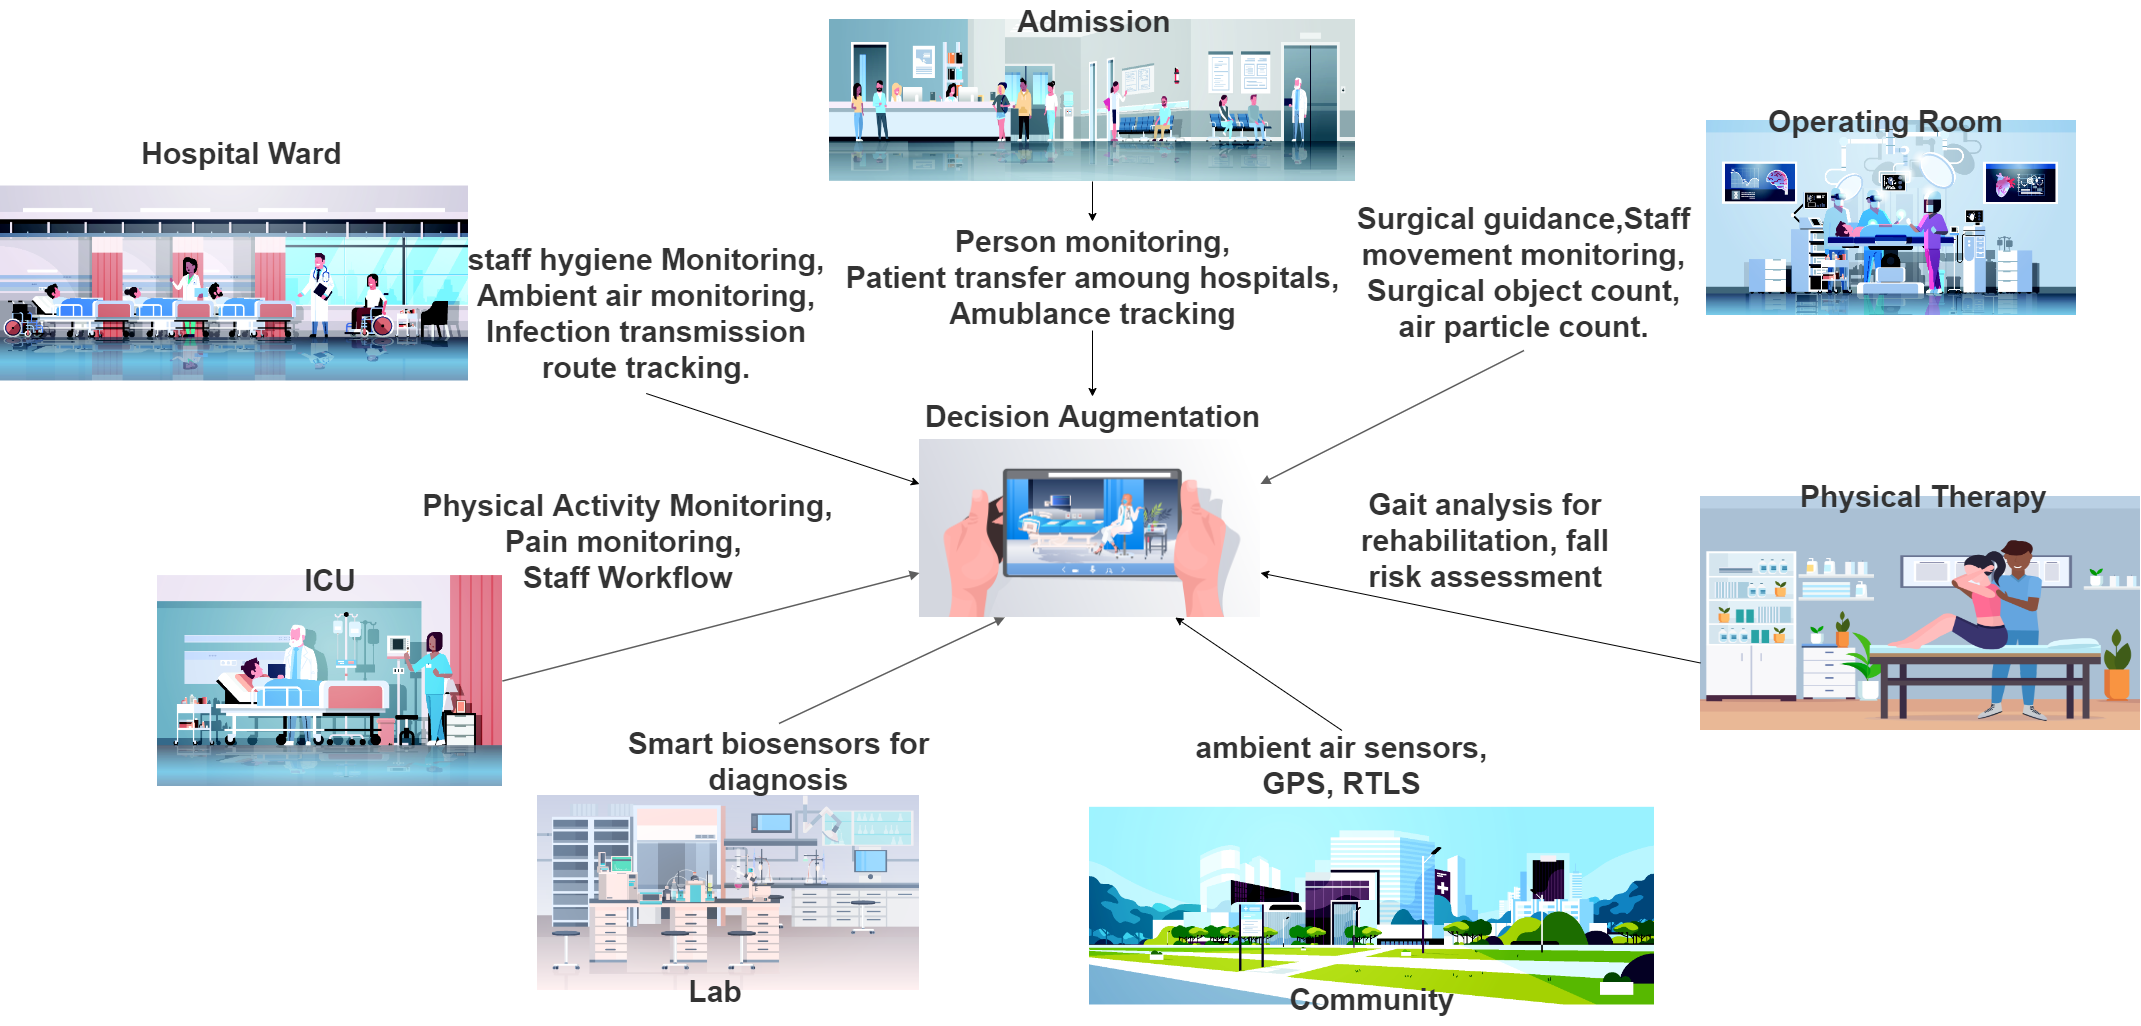 Admission
Operating Room
Hospital Ward
Surgical guidance,Staff
movement monitoring,
Surgical object count,
air particle count.
Person monitoring,
Patient transfer amoung hospitals,
Amublance tracking
staff hygiene Monitoring,
Ambient air monitoring,
Infection transmission
route tracking.
Decision Augmentation
Physical Activity Monitoring,
Pain monitoring,
Staff Workflow
Gait analysis for
rehabilitation, fall
risk assessment
Physical Therapy
ICU
Smart biosensors for
diagnosis
ambient air sensors,
GPS, RTLS
Lab
Community